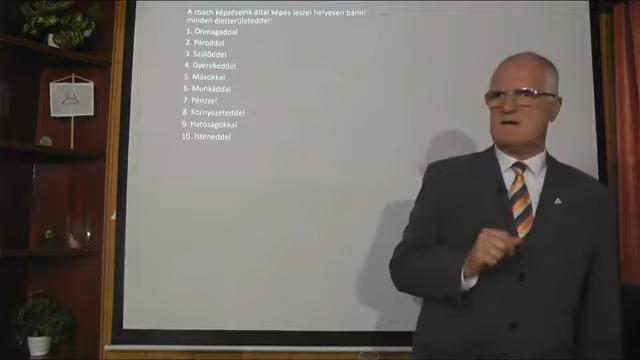 A coach képzéseink által képes leszel helyesen bánni
minden életterületeddel:
1. Önmagaddal
2. Pároddal
3. Szülőddel
4. Gyerekeddel
5. Másokkal
6. Munkáddal
7. Pénzzel
8. Környezeteddel
9. Hatóságokkal
10. Isteneddel